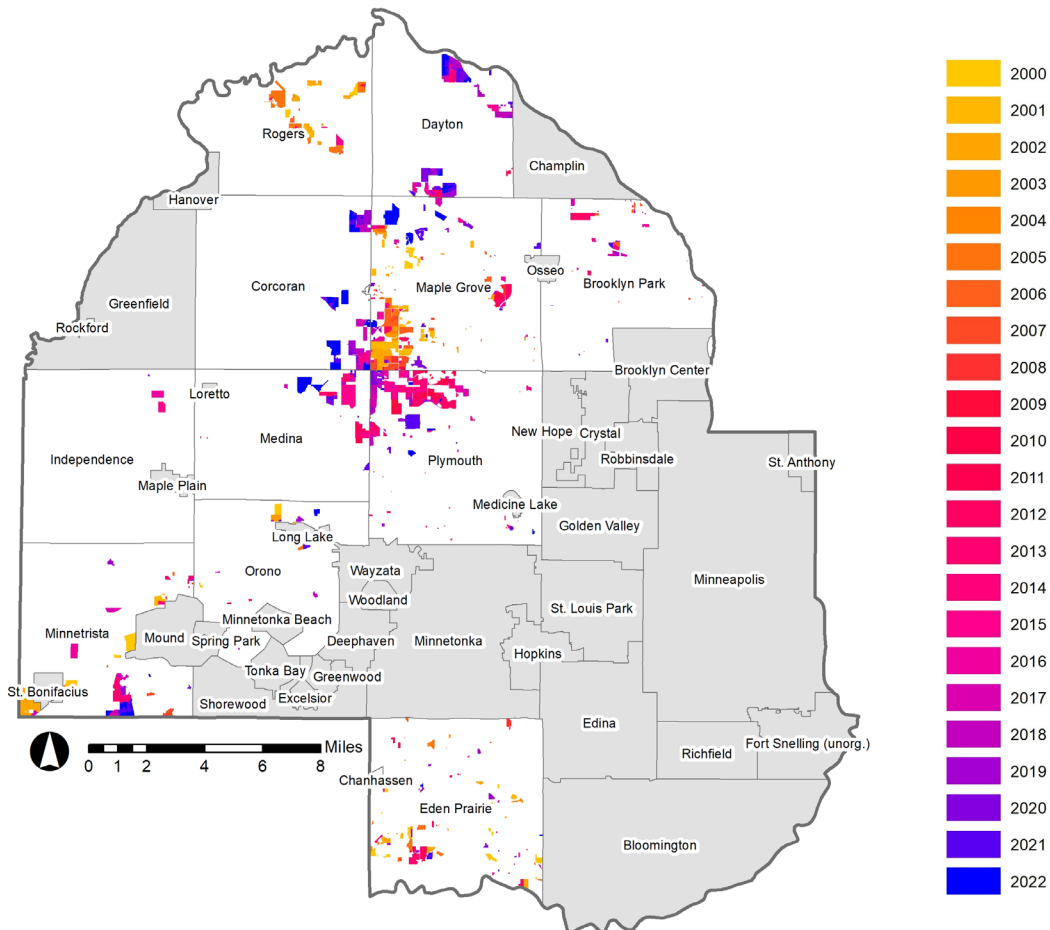 2000
2001
2002
2003
2004
2005
2006
2007
2008
2009
2010
2011
2012
2013
2014
2015
2016
2017
2018
2019
2020
2021
2022
Rogers
Dayton
Champlin
Hanover
Osseo
Corcoran
Maple Grove
Brooklyn Park
Greenfield
Rockford
Brooklyn Center
Loretto
Medina
New Hope
Crystal
Independence
Plymouth
Robbinsdale
St. Anthony
Maple Plain
Medicine Lake
Golden Valley
Long Lake
Orono
Wayzata
Minneapolis
Woodland
St. Louis Park
Minnetonka Beach
Minnetrista
Mound
Spring Park
Deephaven
Minnetonka
Hopkins
Tonka Bay
Greenwood
St. Bonifacius
Excelsior
Shorewood
Edina
Richfield
Fort Snelling (unorg.)
Miles
0 1 2 4 6 8
Chanhassen
Eden Prairie
Bloomington